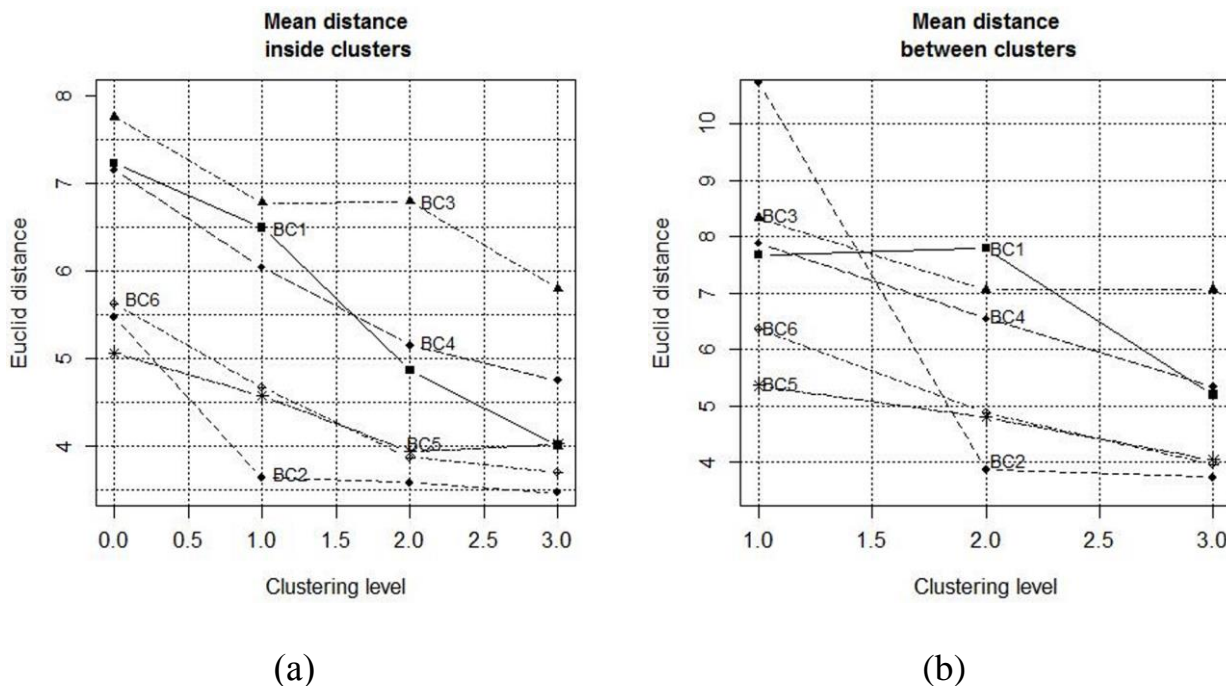 Mean distance
inside clusters
Euclid distance
8
7
6
5
4
BC3
BC1
BC6
BC4
BC5
BC2
0.0 0.5 1.0 1.5 2.0 2.5 3.0
Clustering level
(a)
Mean distance
between clusters
Euclid distance
10
9
8
7
6
5
4
BC3
BC1
BC4
BC6
BC5
BC2
1.0 1.5 2.0 2.5 3.0
Clustering level
(b)